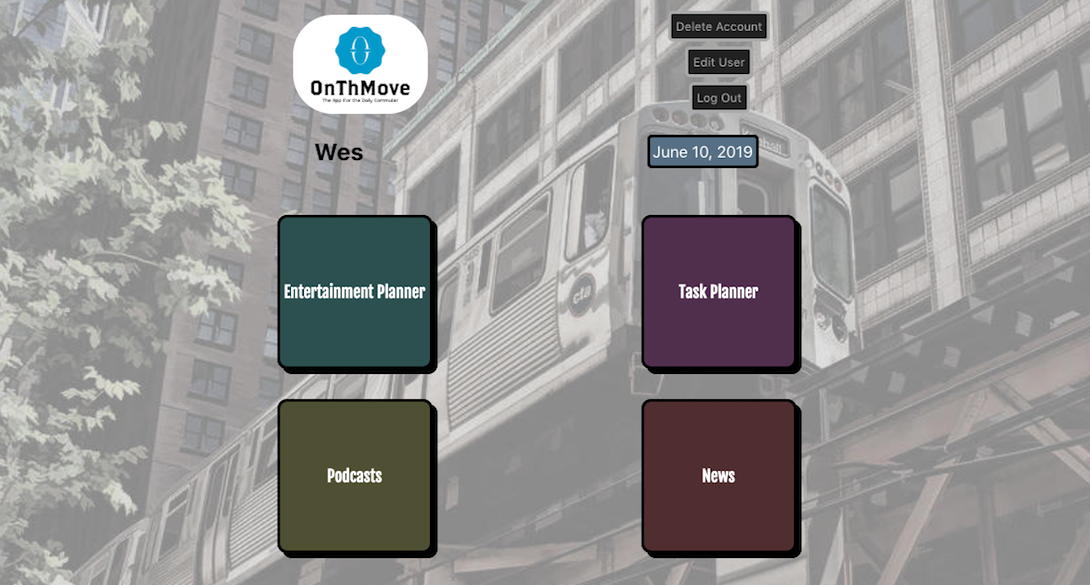 OnThMove
The App For the Daily Commuter
Delete Account
Edit User
Log Out
Wes
June 10, 2019
cta
Entertainment Planner
Task Planner
Podcasts
News